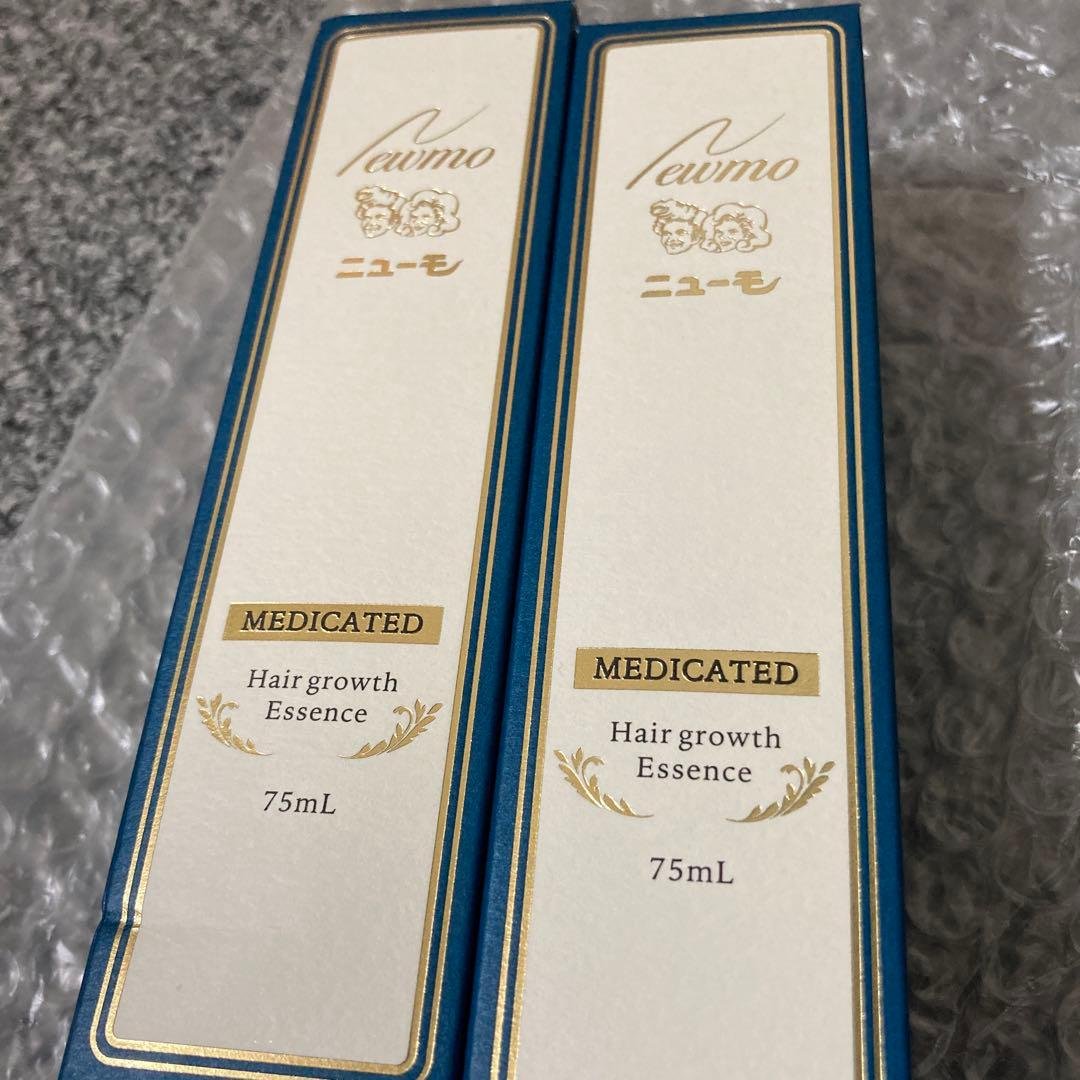 Newmo
ニューモ
MEDICATED
Hair growth
Essence
75mL
Newmo
ニューモ
MEDICATED
Hair growth
Essence
75mL